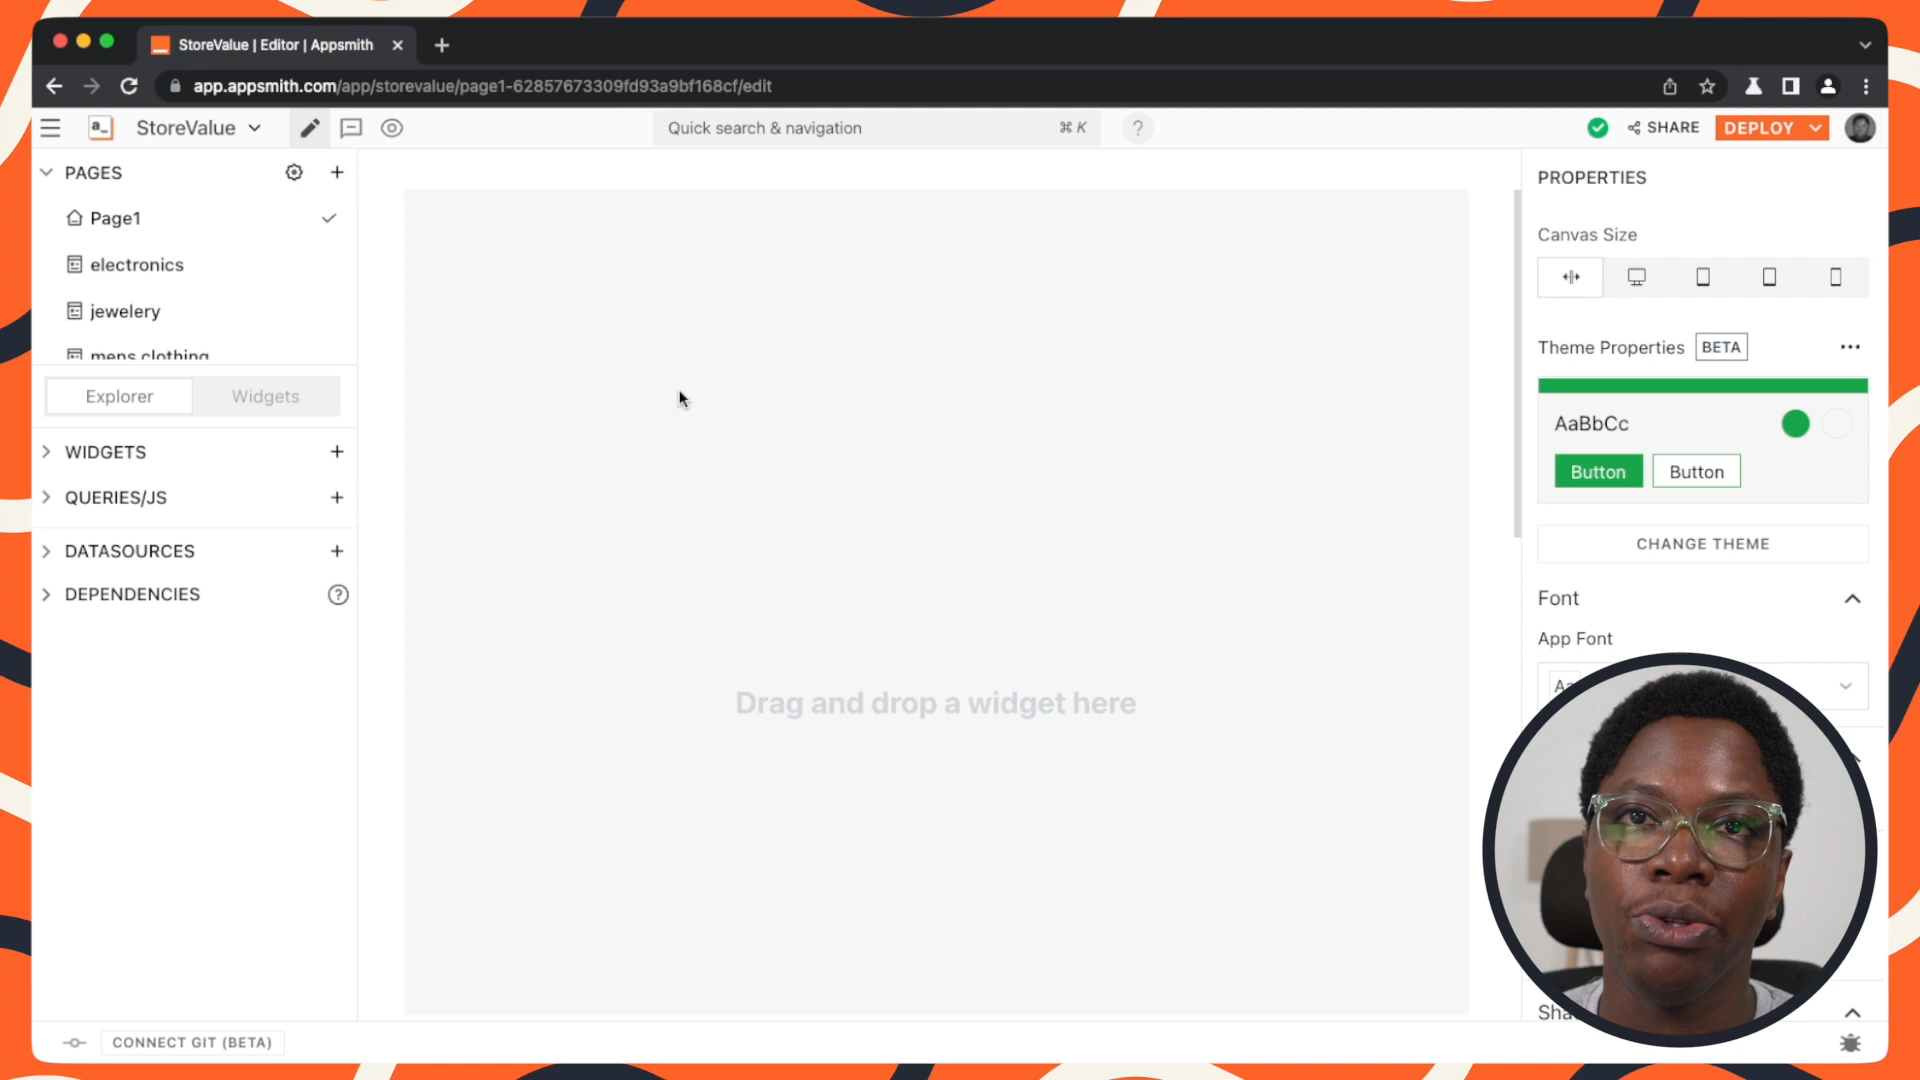 StoreValue | Editor | Appsmith
app.appsmith.com/app/storevalue/page1-62857673309fd93a9bf168cf/edit
a_
StoreValue
Quick search & navigation
⌘ K
?
SHARE
DEPLOY
PAGES
Page1
electronics
jewelery
mens clothing
Explorer
Widgets
WIDGETS
QUERIES/JS
DATASOURCES
DEPENDENCIES
?
CONNECT GIT (BETA)
Drag and drop a widget here
PROPERTIES
Canvas Size
Theme Properties
BETA
AaBbCc
Button
Button
CHANGE THEME
Font
App Font